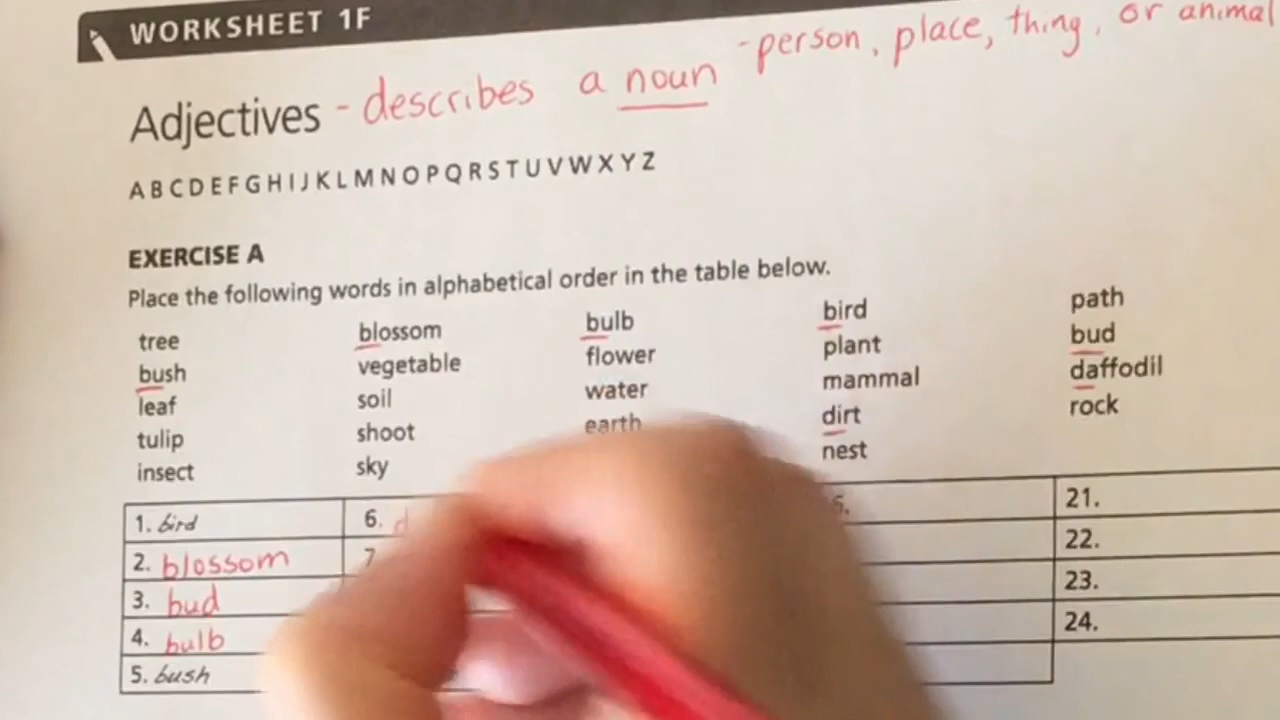 WORKSHEET 1F
Adjectives - describes a noun - person, place, thing, or animal
A B C D E F G H I J K L M N O P Q R S T U V W X Y Z
EXERCISE A
Place the following words in alphabetical order in the table below.
tree blossom bulb bird path
bush vegetable flower plant bud
leaf soil water mammal daffodil
tulip shoot earth dirt rock
insect sky nest
1. bird 6. d 21.
2. blossom 7 22.
3. bud 23.
4. bulb 24.
5. bush